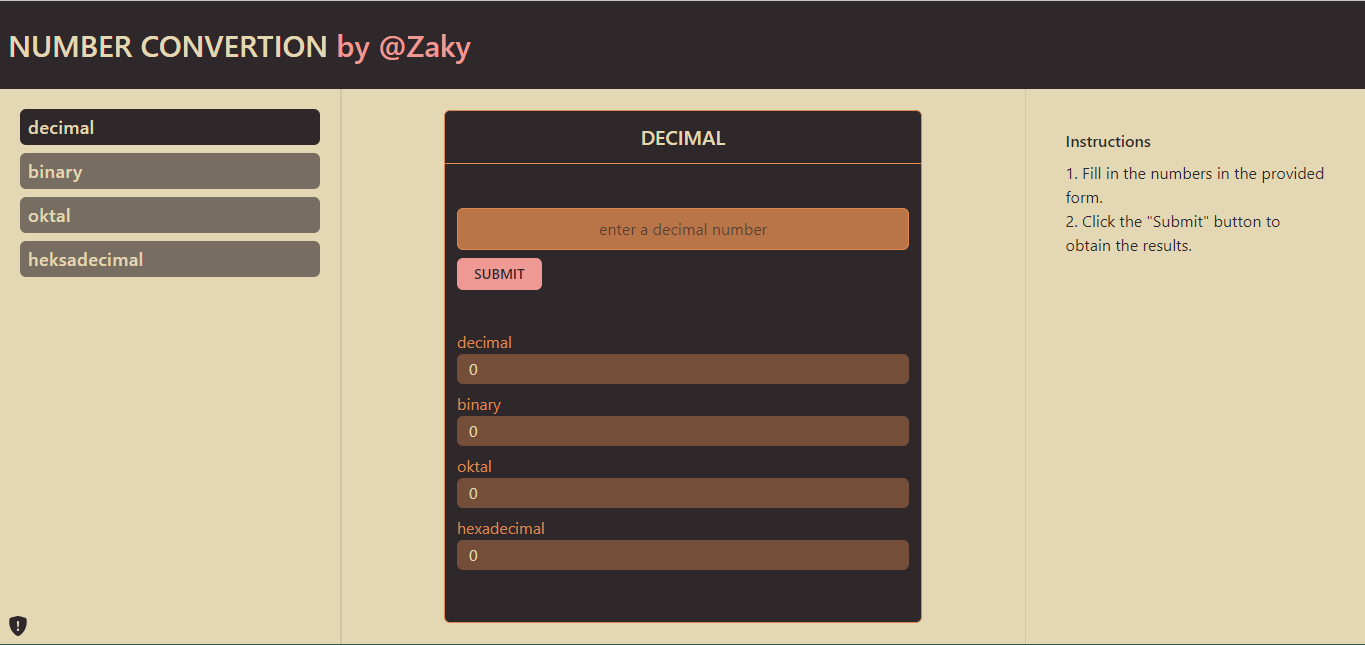 NUMBER CONVERTION by @Zaky
decimal
binary
oktal
heksadecimal
DECIMAL
enter a decimal number
SUBMIT
decimal
0
binary
0
oktal
0
hexadecimal
0
Instructions
1. Fill in the numbers in the provided
form.
2. Click the "Submit" button to
obtain the results.